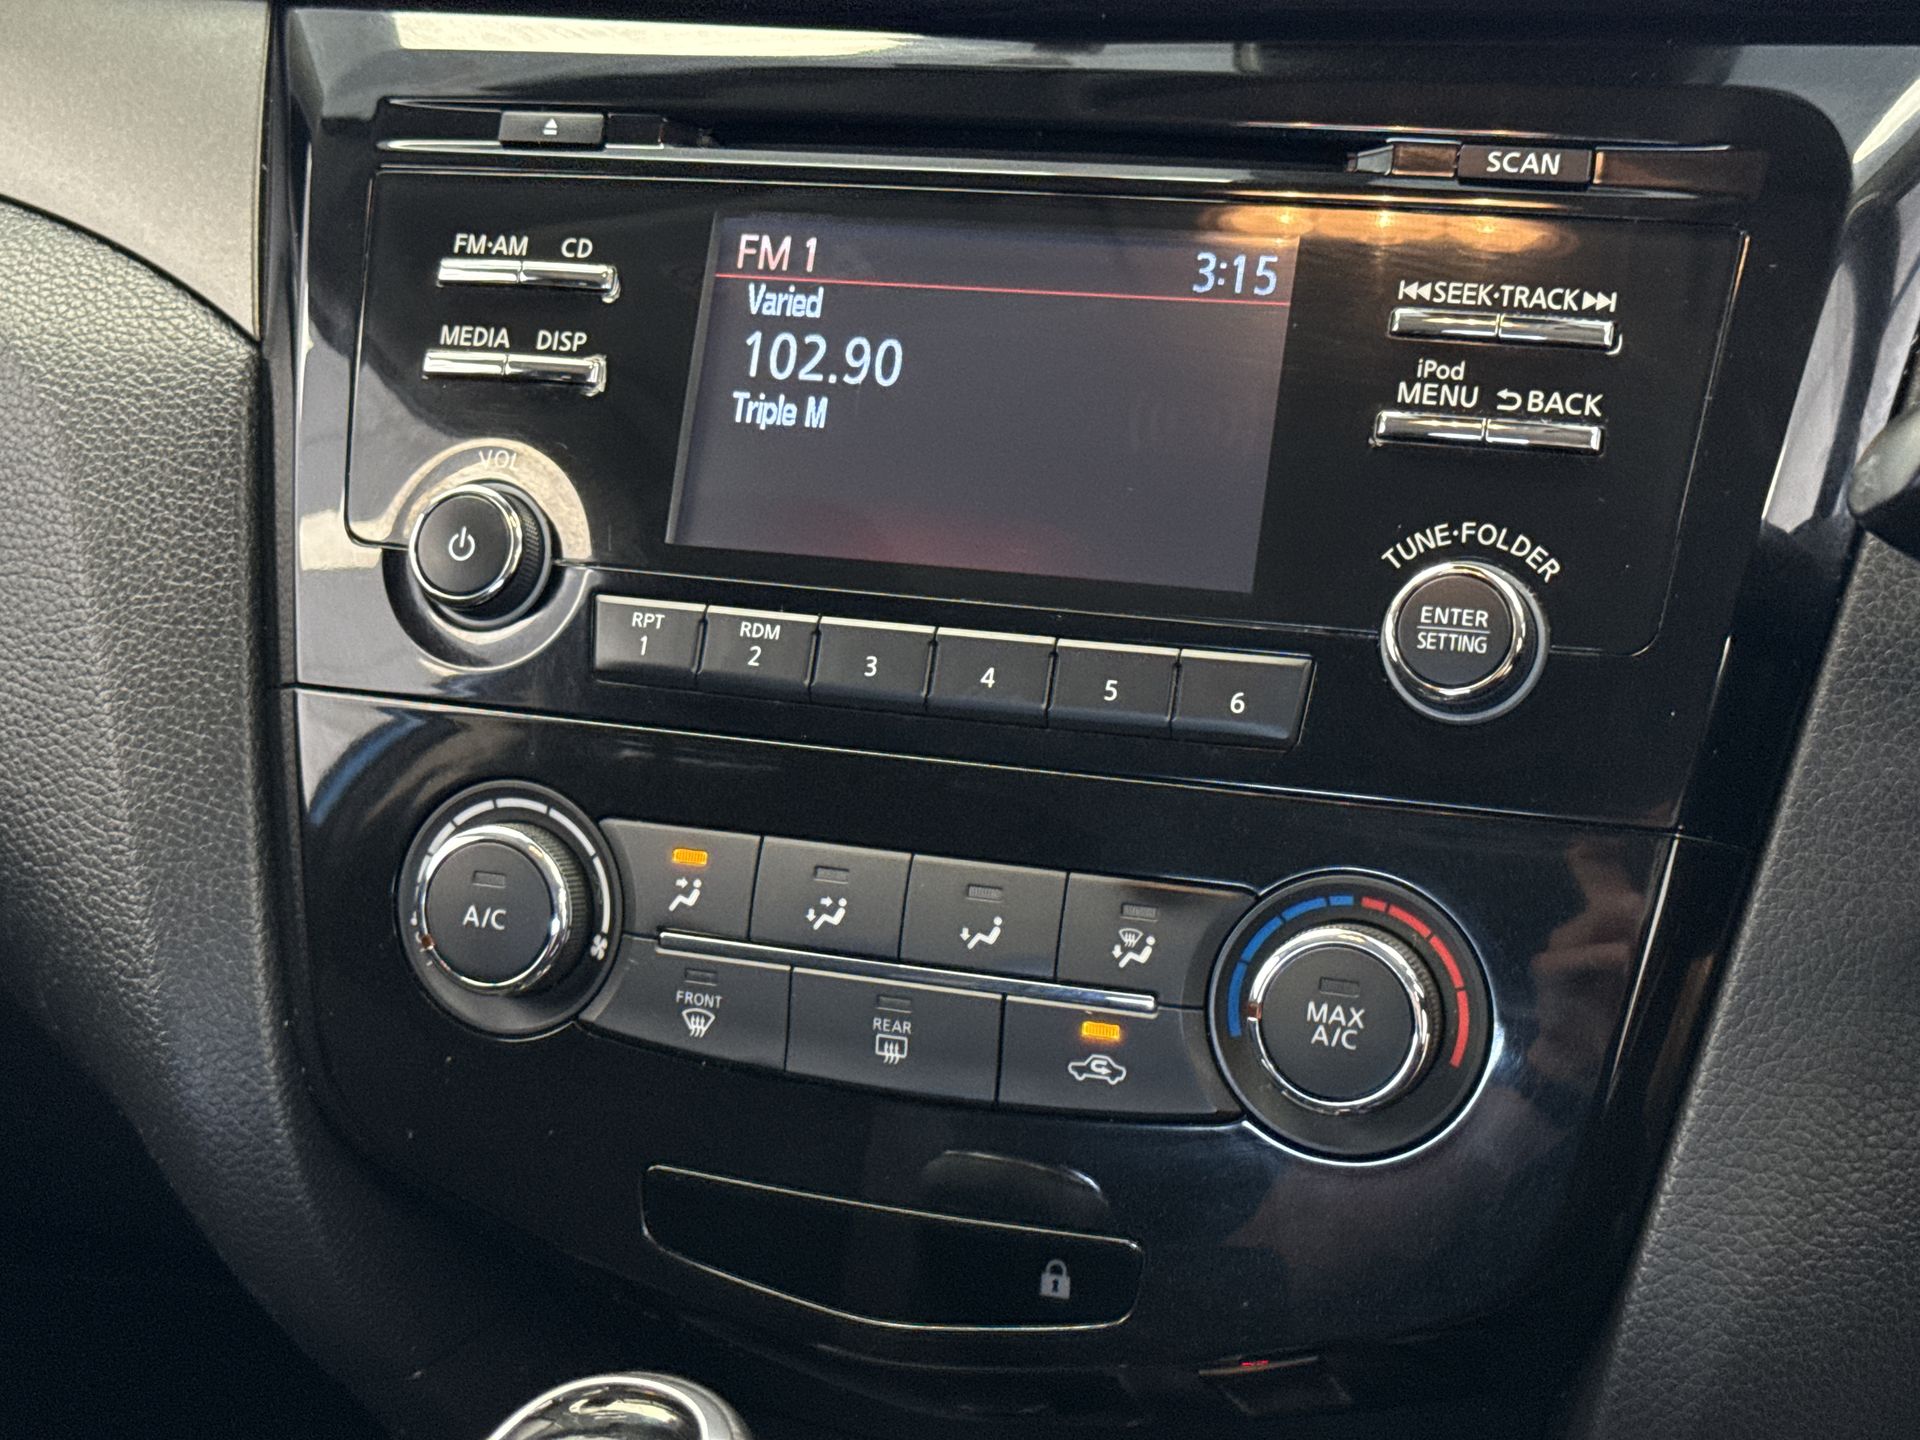 SCAN
FM·AM CD
FM 1 3:15
Varied
102.90
Triple M
MEDIA DISP
SEEK·TRACK
iPod
MENU BACK
VOL
TUNE·FOLDER
ENTER
SETTING
RPT
1
RDM
2
3
4
5
6
A/C
MAX
A/C
FRONT
REAR